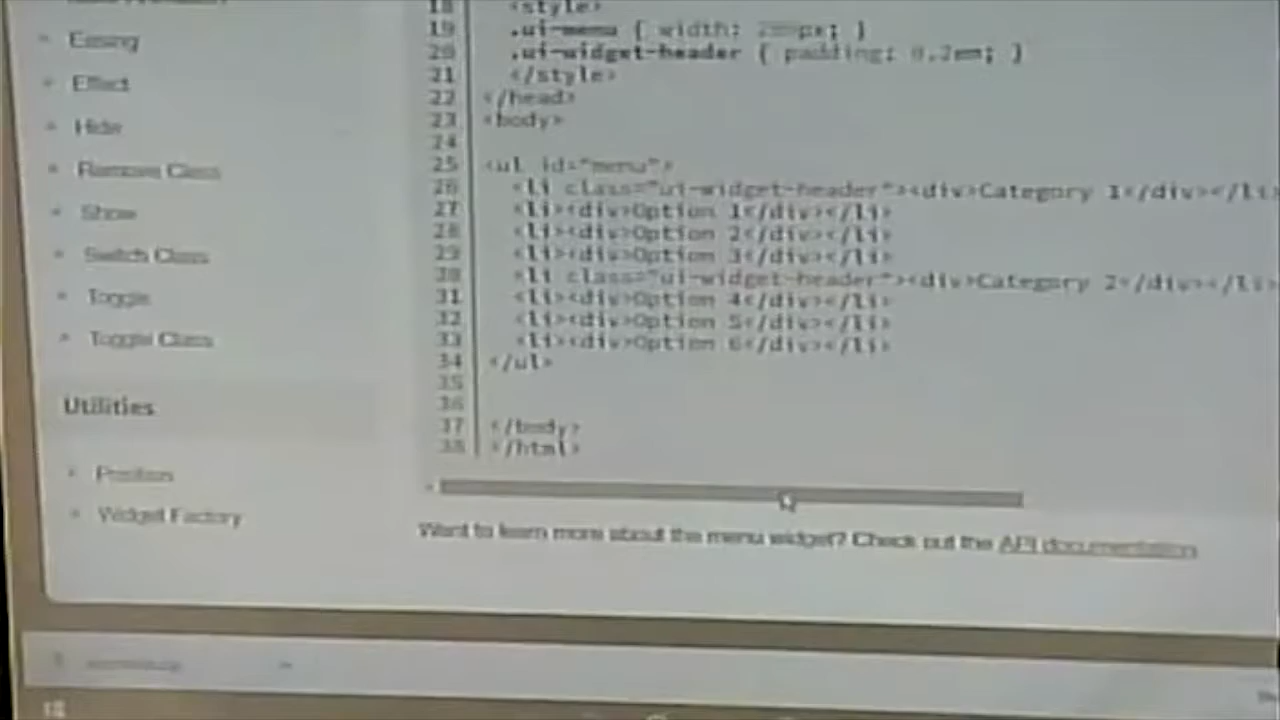 Easing
Effect
Hide
Remove Class
Show
Switch Class
Toggle
Toggle Class
Utilities
Position
Widget Factory
18 <style>
19 .ui-menu { width: px; }
20 .ui-widget-header { padding: 0.2em; }
21 </style>
22 </head>
23 <body>
24
25 <ul id="menu">
26 <li class="ui-widget-header"><div>Category 1</div></li>
27 <li><div>Option 1</div></li>
28 <li><div>Option 2</div></li>
29 <li><div>Option 3</div></li>
30 <li class="ui-widget-header"><div>Category 2</div></li>
31 <li><div>Option 4</div></li>
32 <li><div>Option 5</div></li>
33 <li><div>Option 6</div></li>
34 </ul>
35
36
37 </body>
38 </html>
Want to learn more about the menu widget? Check out the API documentation